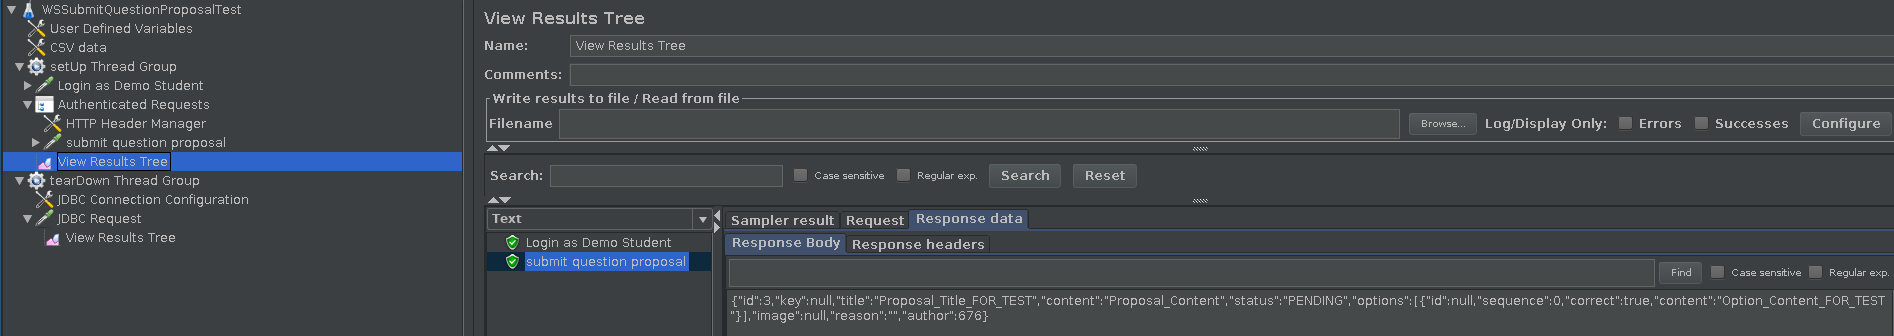 WSSubmitQuestionProposalTest
User Defined Variables
CSV data
setUp Thread Group
Login as Demo Student
Authenticated Requests
HTTP Header Manager
submit question proposal
View Results Tree
tearDown Thread Group
JDBC Connection Configuration
JDBC Request
View Results Tree
View Results Tree
Name: View Results Tree
Comments:
Write results to file / Read from file
Filename Browse... Log/Display Only: Errors Successes Configure
Search: Case sensitive Regular exp. Search Reset
Text
Login as Demo Student
submit question proposal
Sampler result Request Response data
Response Body Response headers
Find Case sensitive Regular exp.
{"id":3,"key":null,"title":"Proposal_Title_FOR_TEST","content":"Proposal_Content","status":"PENDING","options":[{"id":null,"sequence":0,"correct":true,"content":"Option_Content_FOR_TEST
"}],"image":null,"reason":"","author":676}